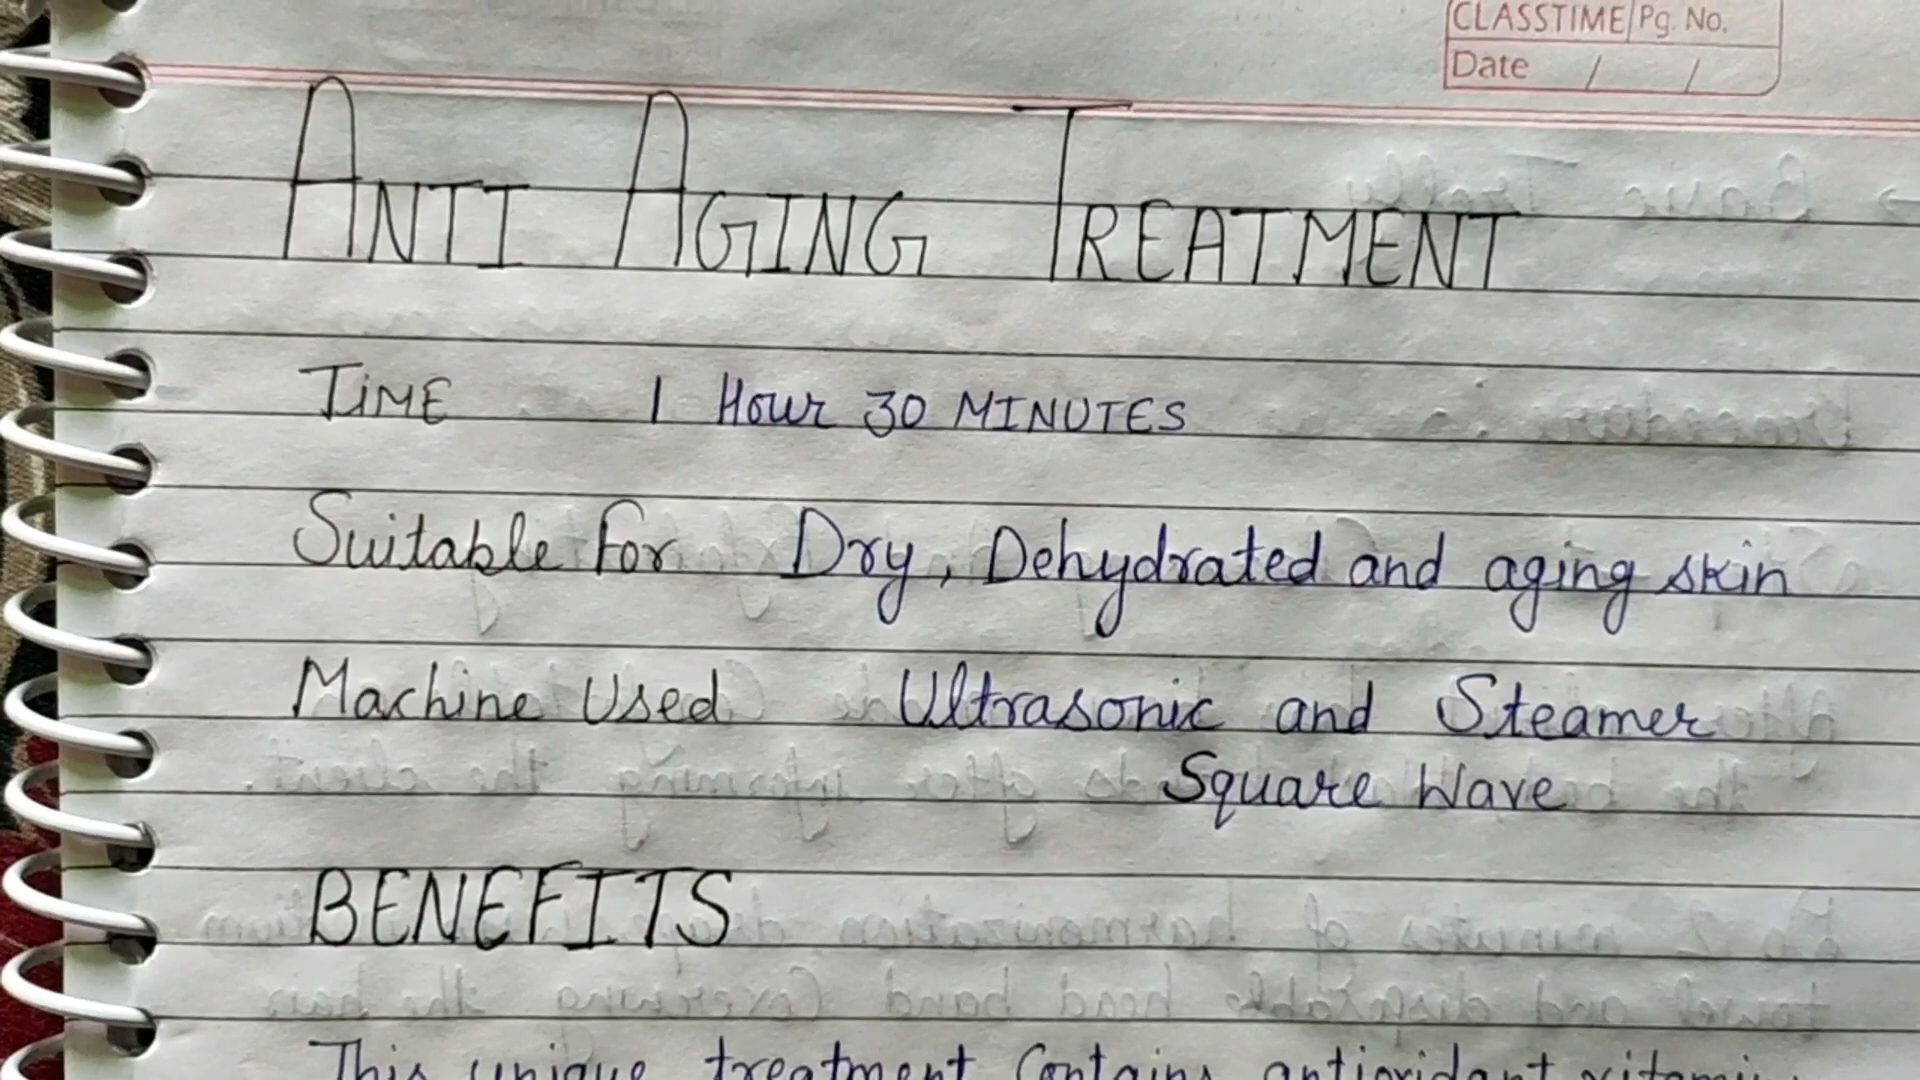 CLASSTIME Pg. No.
Date / /
ANTI AGING TREATMENT
TiME 1 Hour 30 MINUTES
Suitable For Dry, Dehydrated and aging skin
Machine Used Ultrasonic and Steamer
Square Wave
BENEFITS
This unique treatment Contains antioxidant